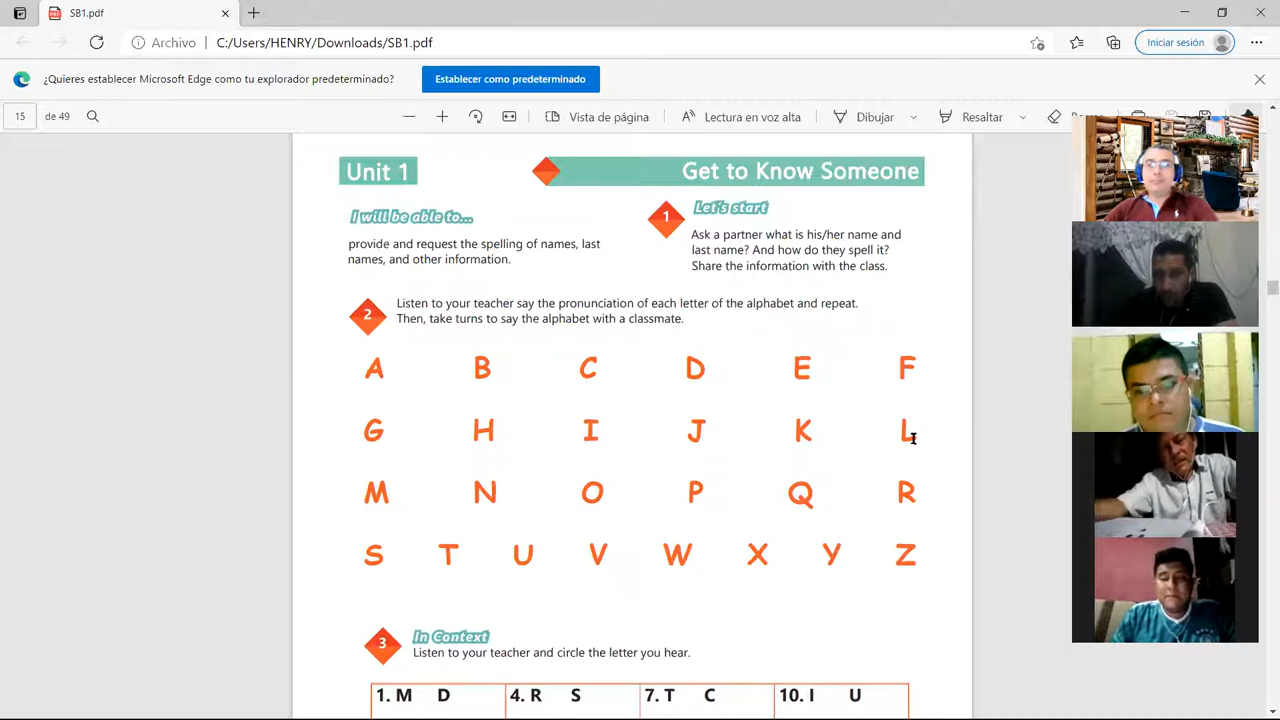 SB1.pdf
Archivo C:/Users/HENRY/Downloads/SB1.pdf
Iniciar sesión
¿Quieres establecer Microsoft Edge como tu explorador predeterminado? Establecer como predeterminado
15 de 49 Vista de página Lectura en voz alta Dibujar Resaltar
Unit 1 Get to Know Someone
I will be able to...
provide and request the spelling of names, last
names, and other information.
1 Let's start
Ask a partner what is his/her name and
last name? And how do they spell it?
Share the information with the class.
2 Listen to your teacher say the pronunciation of each letter of the alphabet and repeat.
Then, take turns to say the alphabet with a classmate.
A B C D E F
G H I J K L
M N O P Q R
S T U V W X Y Z
3 In Context
Listen to your teacher and circle the letter you hear.
1. M D 4. R S 7. T C 10. I U